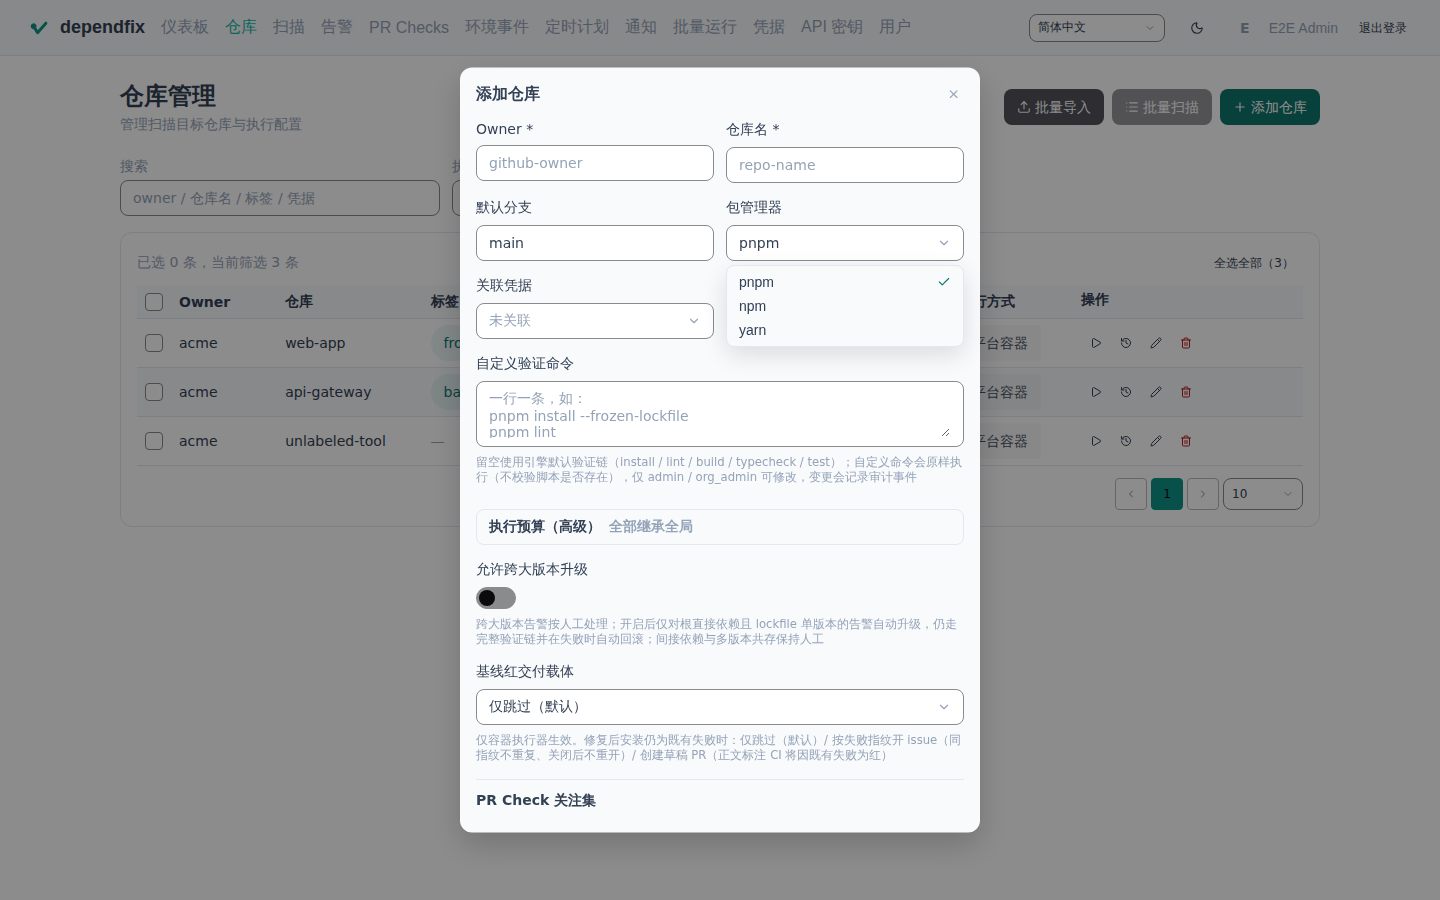 dependfix 仪表板 仓库 扫描 告警 PR Checks 环境事件 定时计划 通知 批量运行 凭据 API 密钥 用户 简体中文 E E2E Admin 退出登录
仓库管理
管理扫描目标仓库与执行配置
批量导入 批量扫描 添加仓库
搜索
owner / 仓库名 / 标签 / 凭据
已选 0 条，当前筛选 3 条 全选全部（3）
Owner 仓库 标签 行方式 操作
acme web-app 平台容器
acme api-gateway 平台容器
acme unlabeled-tool — 平台容器
1 10
添加仓库
Owner * 仓库名 *
github-owner repo-name
默认分支 包管理器
main pnpm
pnpm
npm
yarn
关联凭据
未关联
自定义验证命令
一行一条，如：
pnpm install --frozen-lockfile
pnpm lint
留空使用引擎默认验证链（install / lint / build / typecheck / test）；自定义命令会原样执
行（不校验脚本是否存在），仅 admin / org_admin 可修改，变更会记录审计事件
执行预算（高级） 全部继承全局
允许跨大版本升级
跨大版本告警按人工处理；开启后仅对根直接依赖且 lockfile 单版本的告警自动升级，仍走
完整验证链并在失败时自动回滚；间接依赖与多版本共存保持人工
基线红交付载体
仅跳过（默认）
仅容器执行器生效。修复后安装仍为既有失败时：仅跳过（默认）/ 按失败指纹开 issue（同
指纹不重复、关闭后不重开）/ 创建草稿 PR（正文标注 CI 将因既有失败为红）
PR Check 关注集